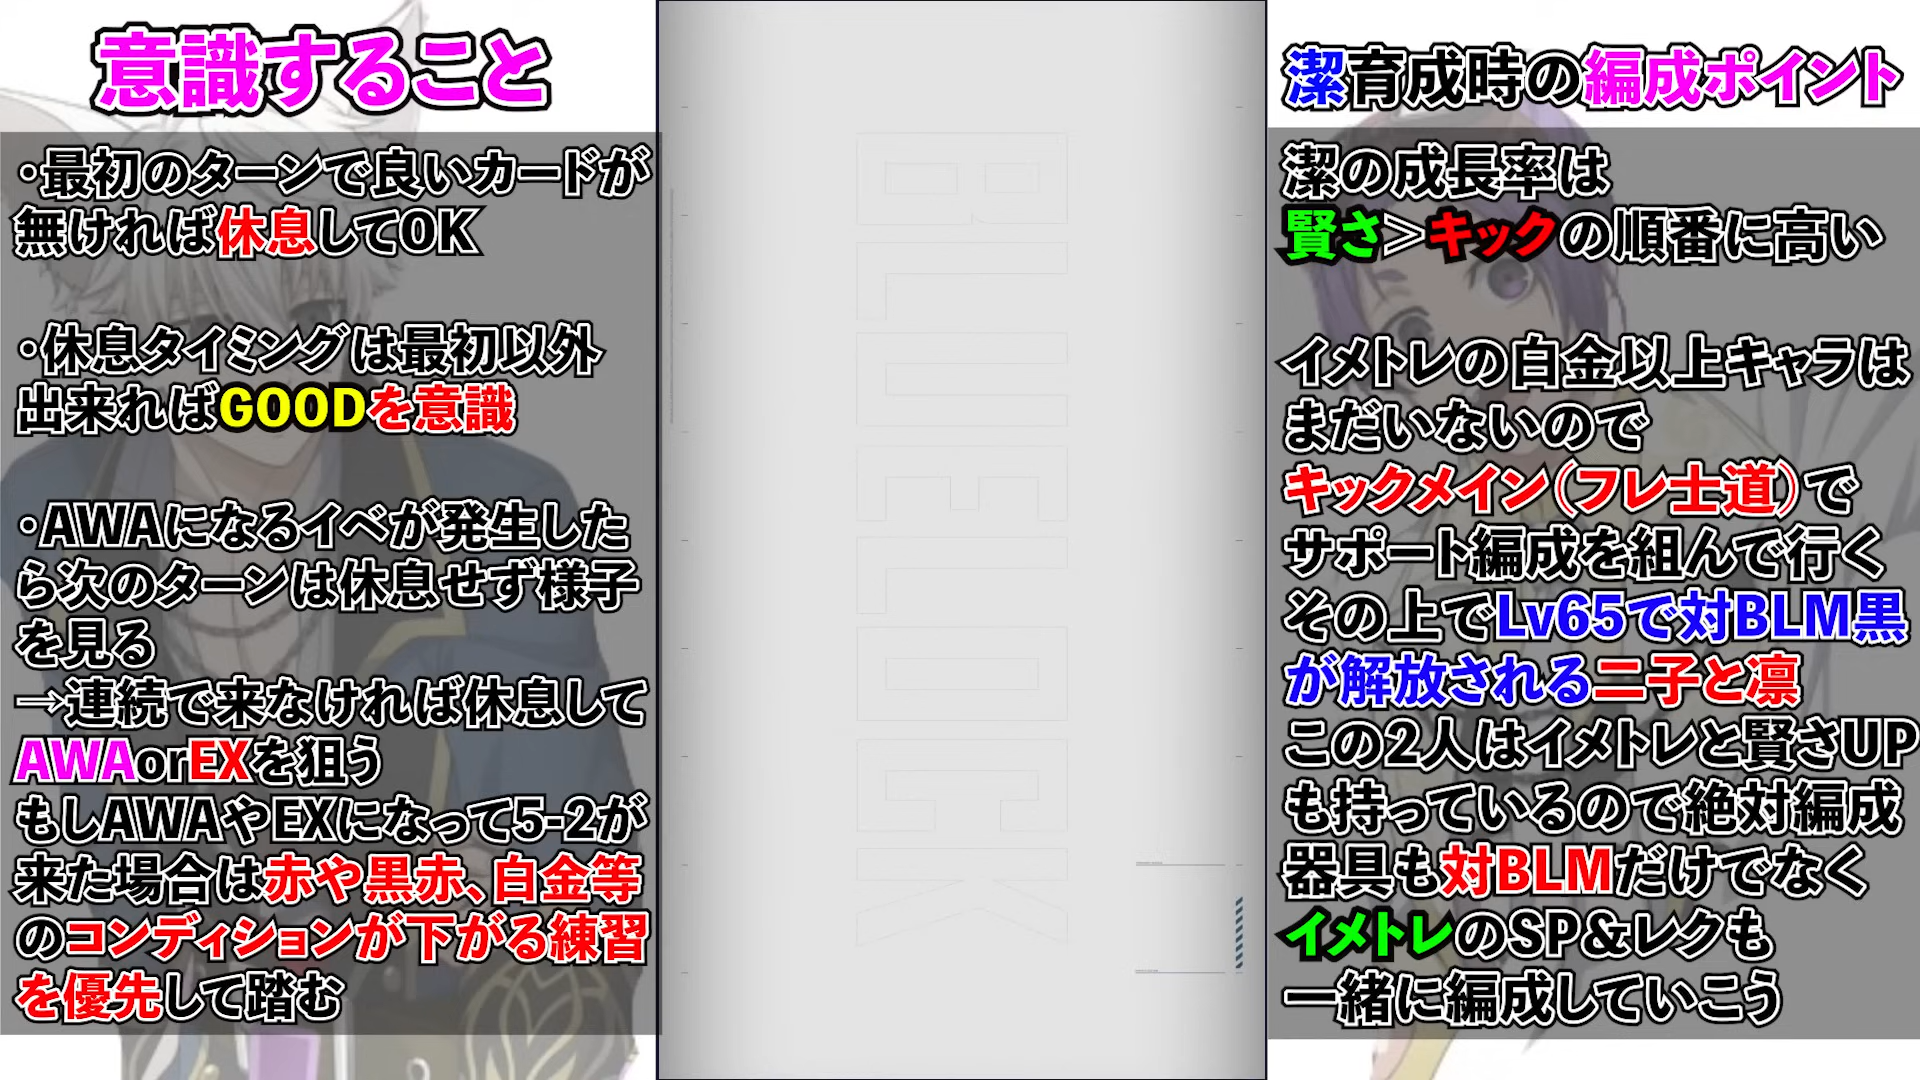 意識すること
・最初のターンで良いカードが
無ければ休息してOK
・休息タイミングは最初以外
出来ればGOODを意識
・AWAになるイベが発生した
ら次のターンは休息せず様子
を見る
→連続で来なければ休息して
AWAorEXを狙う
もしAWAやEXになって5-2が
来た場合は赤や黒赤、白金等
のコンディションが下がる練習
を優先して踏む
BLUELOCK
潔育成時の編成ポイント
潔の成長率は
賢さ>キックの順番に高い
イメトレの白金以上キャラは
まだいないので
キックメイン(フレ士道)で
サポート編成を組んで行く
その上でLv65で対BLM黒
が解放される二子と凛
この2人はイメトレと賢さUP
も持っているので絶対編成
器具も対BLMだけでなく
イメトレのSP&レクも
一緒に編成していこう